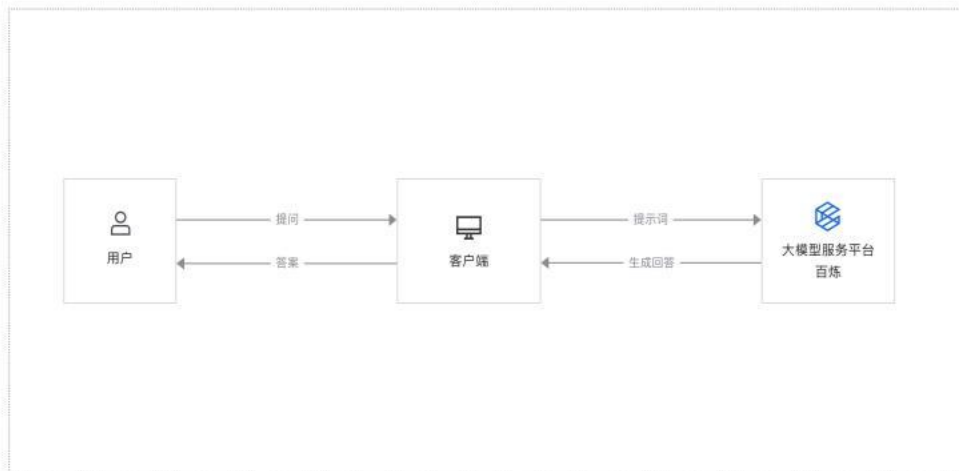 提问
提示词
用户
客户端
大模型服务平台
百炼
答案
生成回答